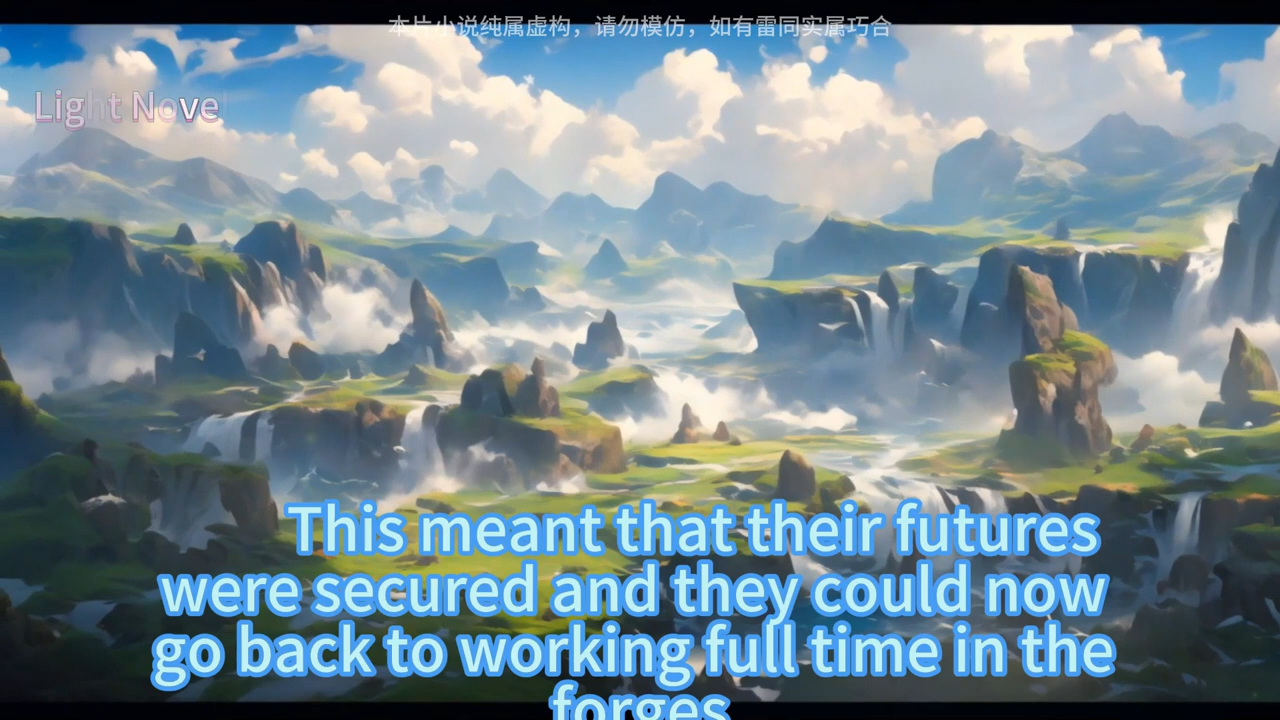 本片小说纯属虚构，请勿模仿，如有雷同实属巧合
Light Nove
This meant that their futures
were secured and they could now
go back to working full time in the
forges